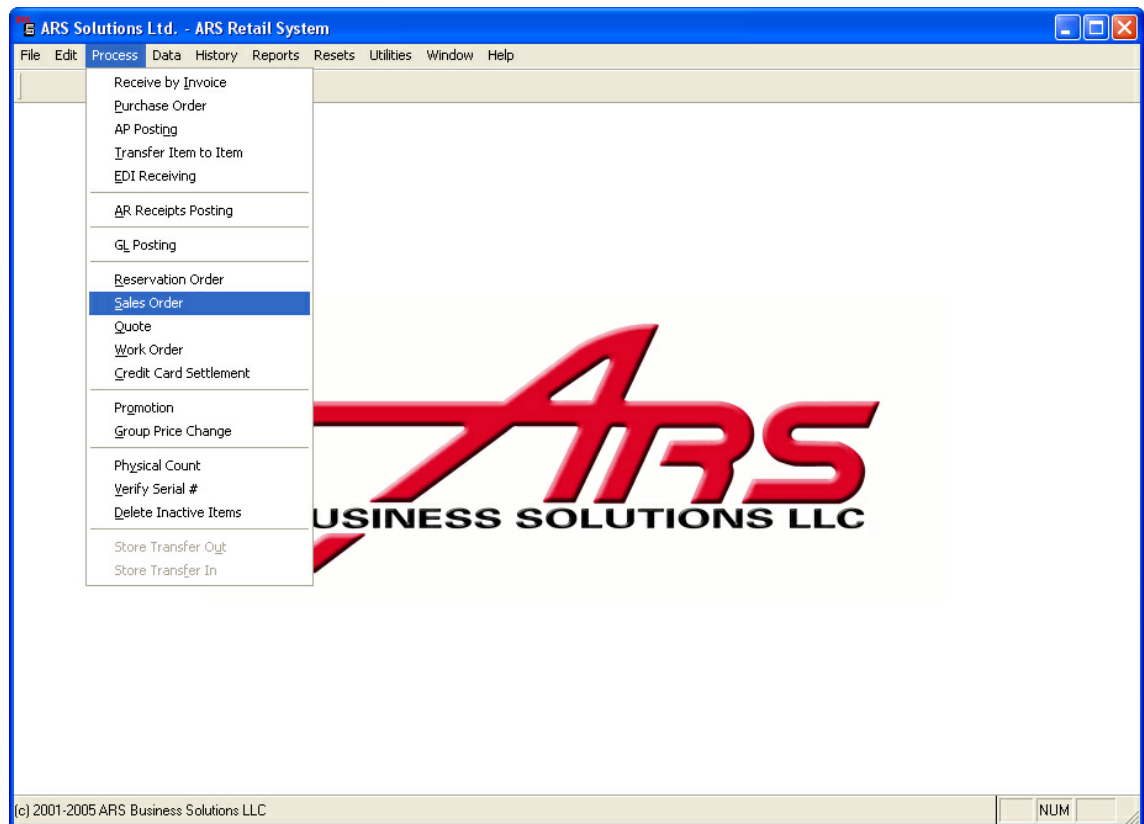 ARS Solutions Ltd. - ARS Retail System
File Edit Process Data History Reports Resets Utilities Window Help
Receive by Invoice
Purchase Order
AP Posting
Transfer Item to Item
EDI Receiving
AR Receipts Posting
GL Posting
Reservation Order
Sales Order
Quote
Work Order
Credit Card Settlement
Promotion
Group Price Change
Physical Count
Verify Serial #
Delete Inactive Items
Store Transfer Out
Store Transfer In
ARS
USINESS SOLUTIONS LLC
(c) 2001-2005 ARS Business Solutions LLC
NUM